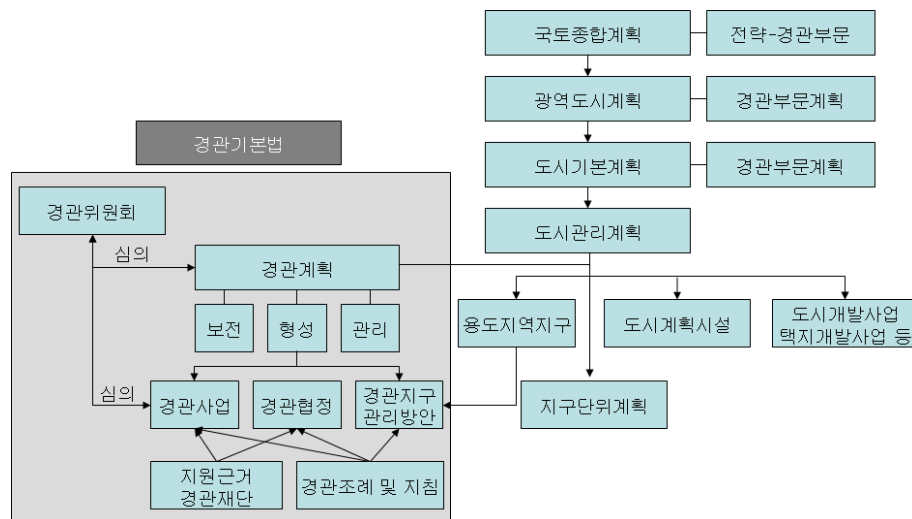 국토종합계획
전략-경관부문
광역도시계획
경관부문계획
경관기본법
도시기본계획
경관부문계획
경관위원회
도시관리계획
심의
경관계획
보전
형성
관리
용도지역지구
도시계획시설
도시개발사업
택지개발사업 등
심의
경관사업
경관협정
경관지구
관리방안
지구단위계획
지원근거
경관재단
경관조례 및 지침